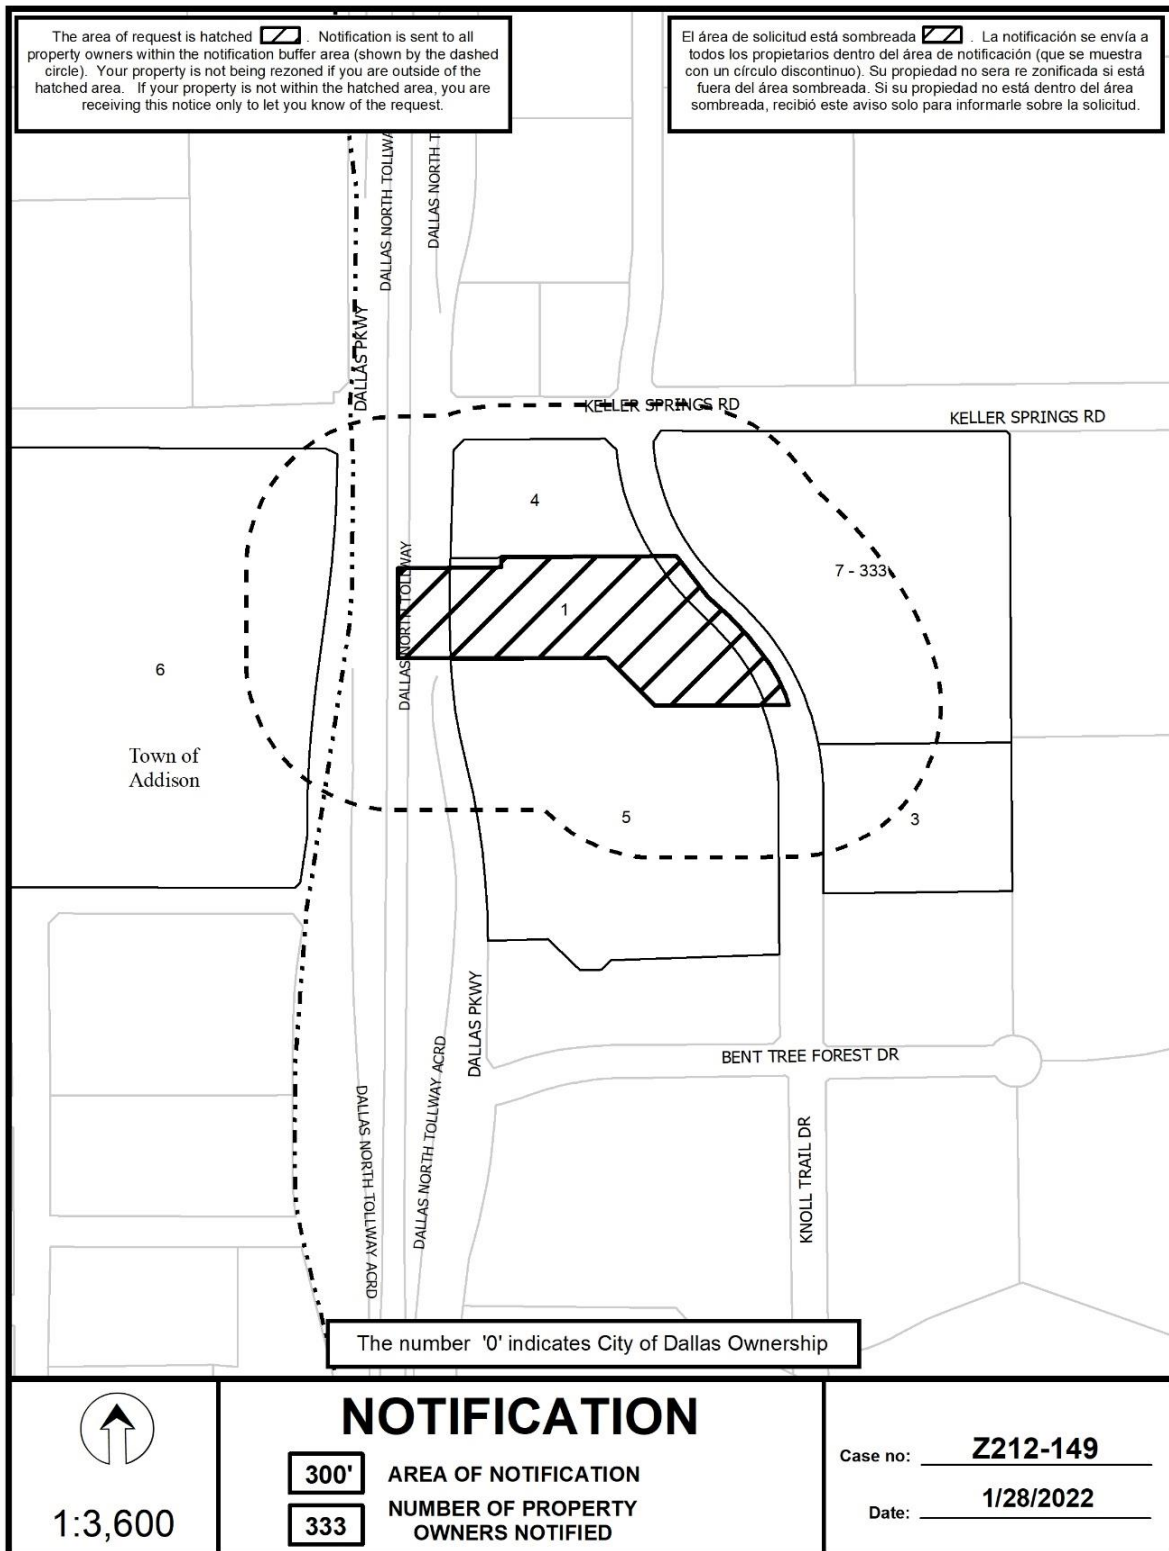 The area of request is hatched . Notification is sent to all
property owners within the notification buffer area (shown by the dashed
circle). Your property is not being rezoned if you are outside of the
hatched area. If your property is not within the hatched area, you are
receiving this notice only to let you know of the request.
El área de solicitud está sombreada . La notificación se envía a
todos los propietarios dentro del área de notificación (que se muestra
con un círculo discontinuo). Su propiedad no sera re zonificada si está
fuera del área sombreada. Si su propiedad no está dentro del área
sombreada, recibió este aviso solo para informarle sobre la solicitud.
DALLAS NORTH TOLLWA
DALLAS NORTH T
DALLAS PKWY
KELLER SPRINGS RD
KELLER SPRINGS RD
4
7 - 333
DALLAS NORTH TOLLWAY
1
6
Town of
Addison
5
3
DALLAS PKWY
BENT TREE FOREST DR
DALLAS NORTH TOLLWAY ACRD
DALLAS NORTH TOLLWAY ACRD
KNOLL TRAIL DR
The number '0' indicates City of Dallas Ownership
1:3,600
NOTIFICATION
300' AREA OF NOTIFICATION
333 NUMBER OF PROPERTY
OWNERS NOTIFIED
Case no: Z212-149
Date: 1/28/2022